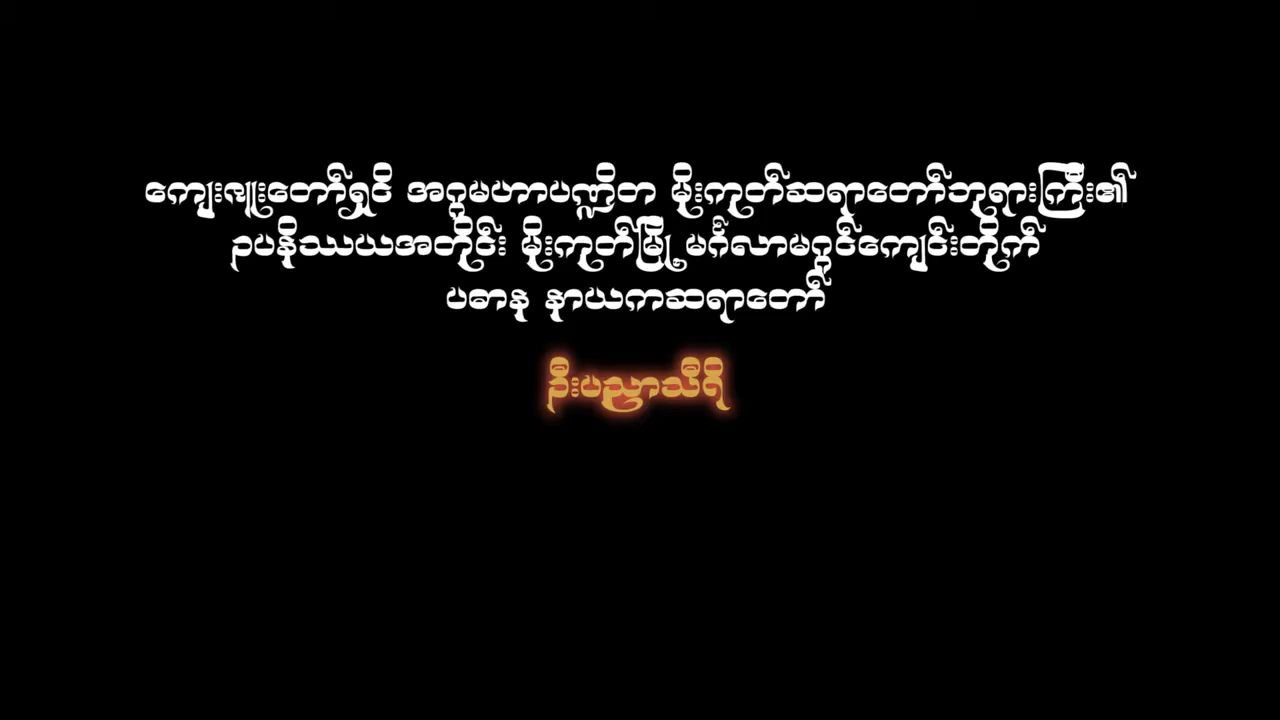 ကျေးဇူးတော်ရှင် အဂ္ဂမဟာပဏ္ဍိတ မိုးကုတ်ဆရာတော်ဘုရားကြီး၏
ဥပနိဿယအတိုင်း မိုးကုတ်မြို့ မင်္ဂလာမဂ္ဂင်ကျောင်းတိုက်
ပဓာန နာယကဆရာတော်
ဦးပညာသီရိ